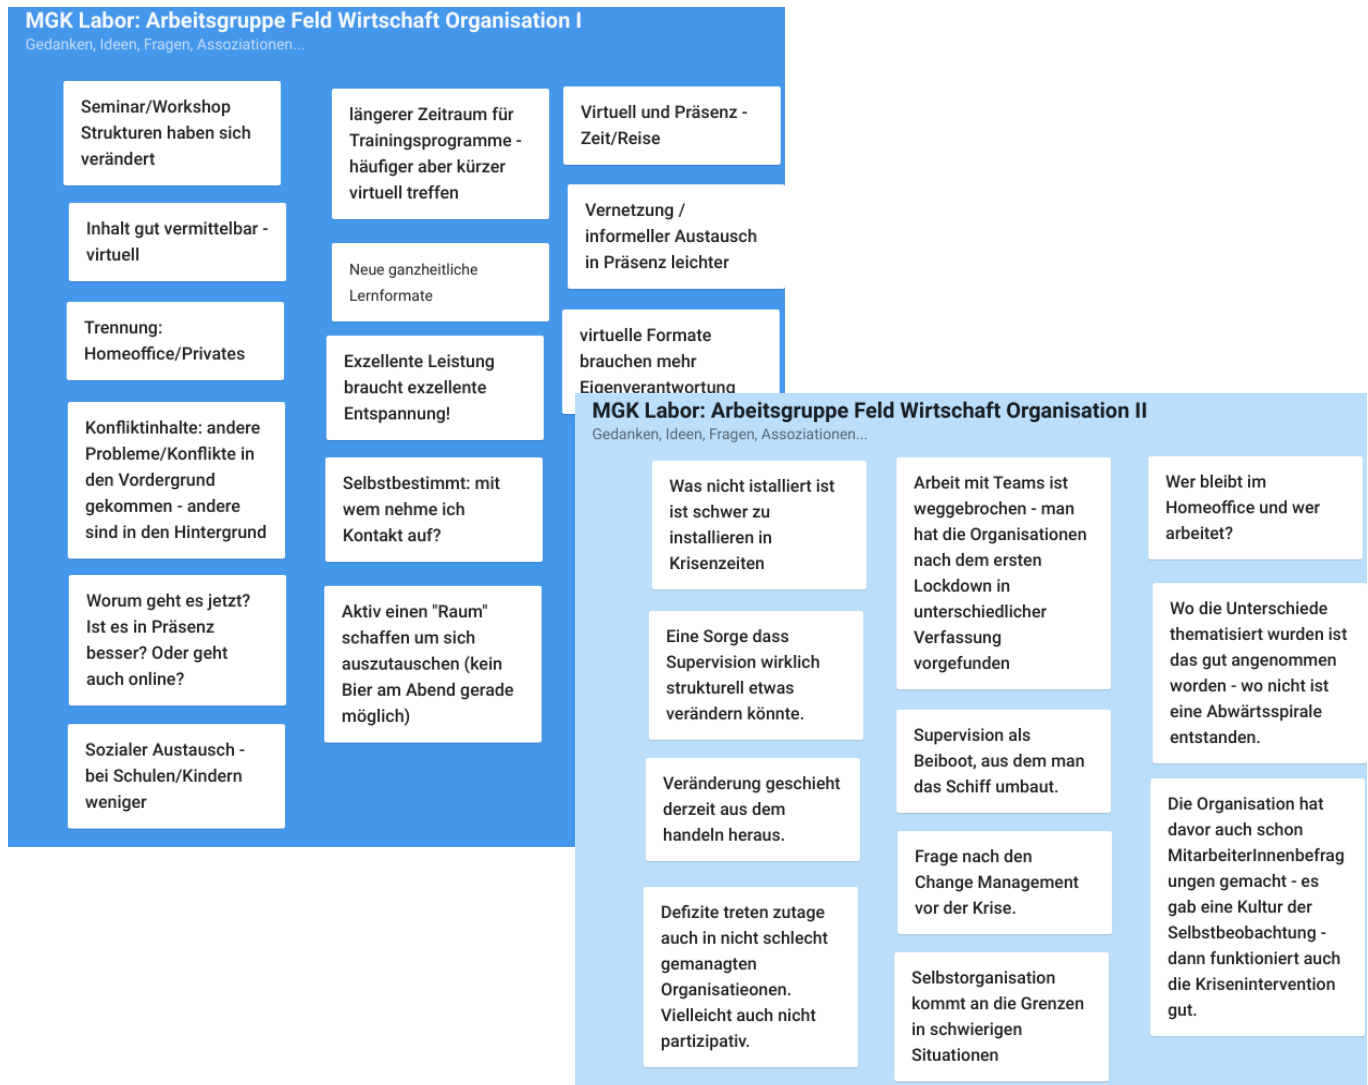 MGK Labor: Arbeitsgruppe Feld Wirtschaft Organisation I
Gedanken, Ideen, Fragen, Assoziationen...
Seminar/Workshop
Strukturen haben sich
verändert
Inhalt gut vermittelbar -
virtuell
Trennung:
Homeoffice/Privates
Konfliktinhalte: andere
Probleme/Konflikte in
den Vordergrund
gekommen - andere
sind in den Hintergrund
Worum geht es jetzt?
Ist es in Präsenz
besser? Oder geht
auch online?
Sozialer Austausch -
bei Schulen/Kindern
weniger
längerer Zeitraum für
Trainingsprogramme -
häufiger aber kürzer
virtuell treffen
Neue ganzheitliche
Lernformate
Exzellente Leistung
braucht exzellente
Entspannung!
Selbstbestimmt: mit
wem nehme ich
Kontakt auf?
Aktiv einen "Raum"
schaffen um sich
auszutauschen (kein
Bier am Abend gerade
möglich)
Virtuell und Präsenz -
Zeit/Reise
Vernetzung /
informeller Austausch
in Präsenz leichter
virtuelle Formate
brauchen mehr
Eigenverantwortung
MGK Labor: Arbeitsgruppe Feld Wirtschaft Organisation II
Gedanken, Ideen, Fragen, Assoziationen...
Was nicht istalliert ist
ist schwer zu
installieren in
Krisenzeiten
Eine Sorge dass
Supervision wirklich
strukturell etwas
verändern könnte.
Veränderung geschieht
derzeit aus dem
handeln heraus.
Defizite treten zutage
auch in nicht schlecht
gemanagten
Organisatieonen.
Vielleicht auch nicht
partizipativ.
Arbeit mit Teams ist
weggebrochen - man
hat die Organisationen
nach dem ersten
Lockdown in
unterschiedlicher
Verfassung
vorgefunden
Supervision als
Beiboot, aus dem man
das Schiff umbaut.
Frage nach den
Change Management
vor der Krise.
Selbstorganisation
kommt an die Grenzen
in schwierigen
Situationen
Wer bleibt im
Homeoffice und wer
arbeitet?
Wo die Unterschiede
thematisiert wurden ist
das gut angenommen
worden - wo nicht ist
eine Abwärtsspirale
entstanden.
Die Organisation hat
davor auch schon
MitarbeiterInnenbefrag
ungen gemacht - es
gab eine Kultur der
Selbstbeobachtung -
dann funktioniert auch
die Krisenintervention
gut.